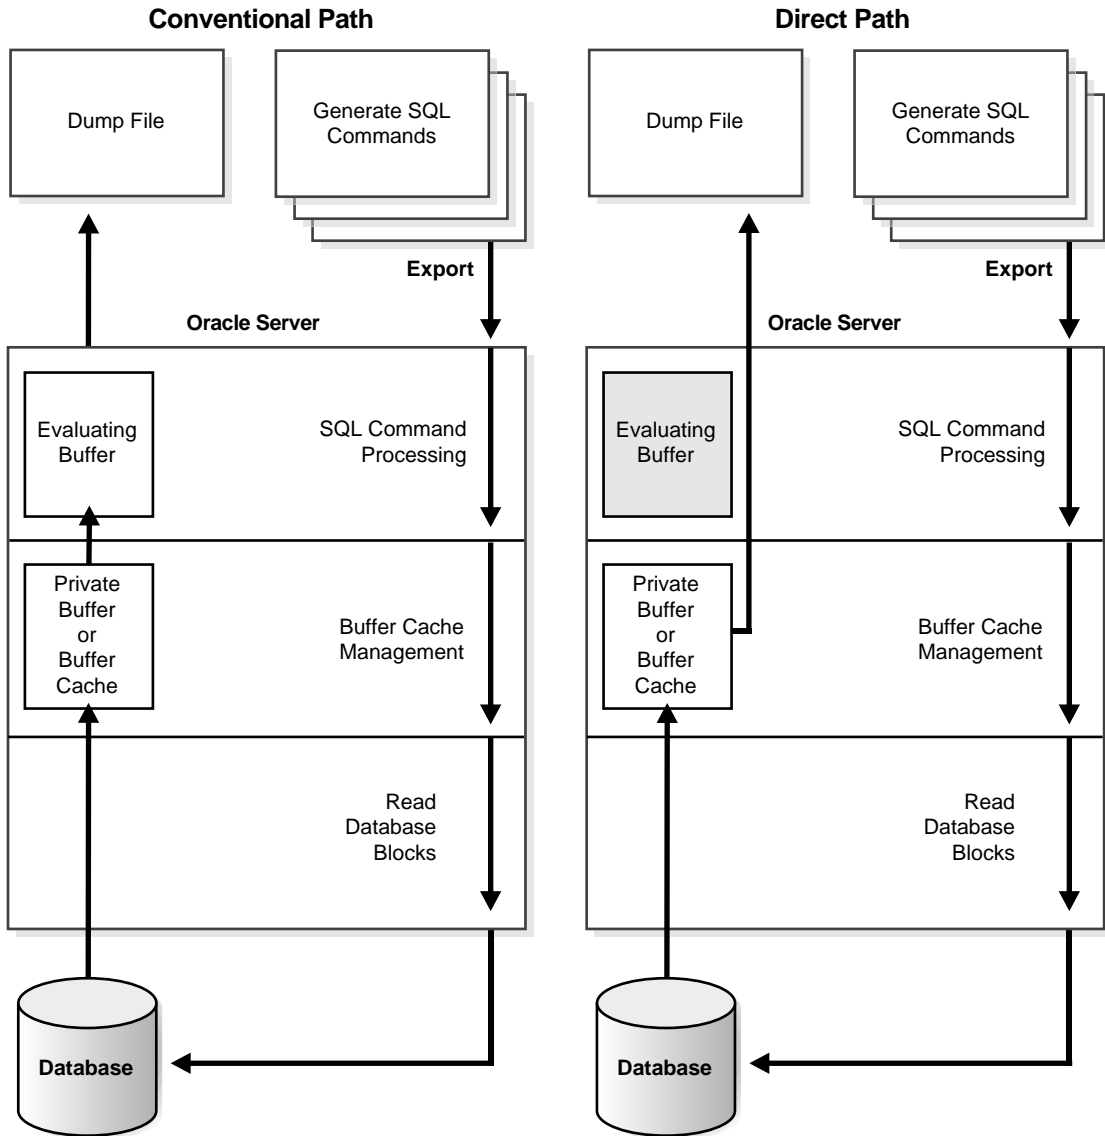 Conventional Path
Dump File
Generate SQL
Commands
Export
Oracle Server
Evaluating
Buffer
SQL Command
Processing
Private
Buffer
or
Buffer
Cache
Buffer Cache
Management
Read
Database
Blocks
Database
Direct Path
Dump File
Generate SQL
Commands
Export
Oracle Server
Evaluating
Buffer
SQL Command
Processing
Private
Buffer
or
Buffer
Cache
Buffer Cache
Management
Read
Database
Blocks
Database